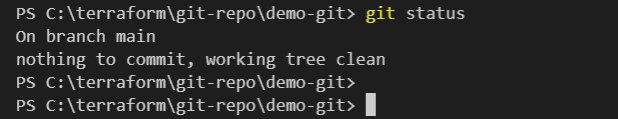 PS C:\terraform\git-repo\demo-git> git status
On branch main
nothing to commit, working tree clean
PS C:\terraform\git-repo\demo-git>
PS C:\terraform\git-repo\demo-git>